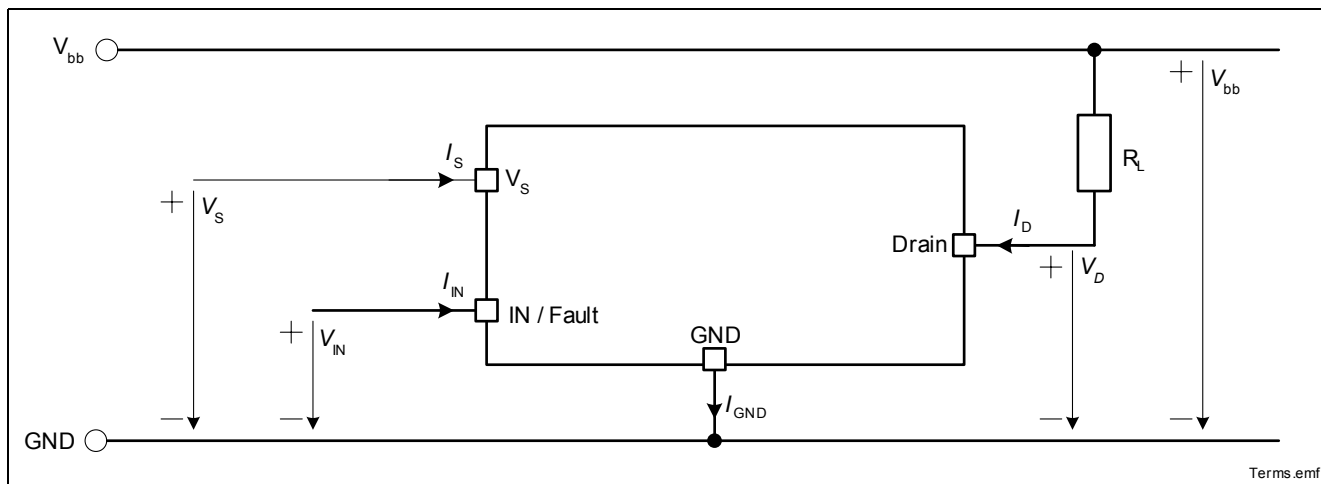 Vbb
+
Vbb
IS
VS
RL
+
VS
ID
Drain
+
VD
IIN
IN / Fault
+
VIN
GND
IGND
— — — —
GND
Terms.emf